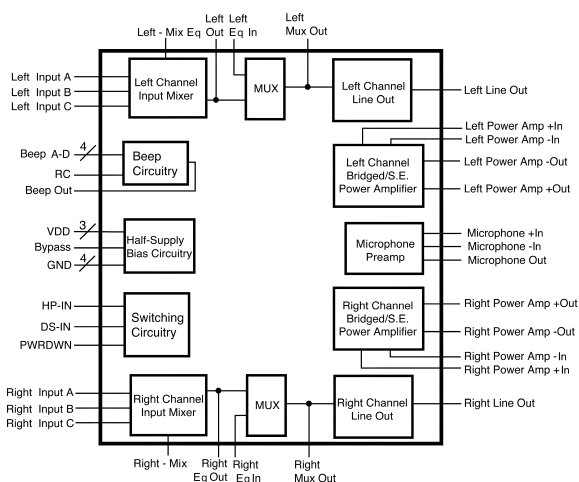 Left - Mix
Eq Out
Left
Left
Eq In
Left
Mux Out
Left Input A
Left Input B
Left Input C
Left Channel
Input Mixer
MUX
Left Channel
Line Out
Left Line Out
Left Power Amp +In
Left Power Amp -In
Beep A-D
4
RC
Beep Out
Beep
Circuitry
Left Channel
Bridged/S.E.
Power Amplifier
Left Power Amp -Out
Left Power Amp +Out
VDD
3
Bypass
GND
4
Half-Supply
Bias Circuitry
Microphone
Preamp
Microphone +In
Microphone -In
Microphone Out
HP-IN
DS-IN
PWRDWN
Switching
Circuitry
Right Channel
Bridged/S.E.
Power Amplifier
Right Power Amp +Out
Right Power Amp -Out
Right Power Amp -In
Right Power Amp +In
Right Input A
Right Input B
Right Input C
Right Channel
Input Mixer
MUX
Right Channel
Line Out
Right Line Out
Right - Mix
Right
Eq Out
Right
Eq In
Right
Mux Out